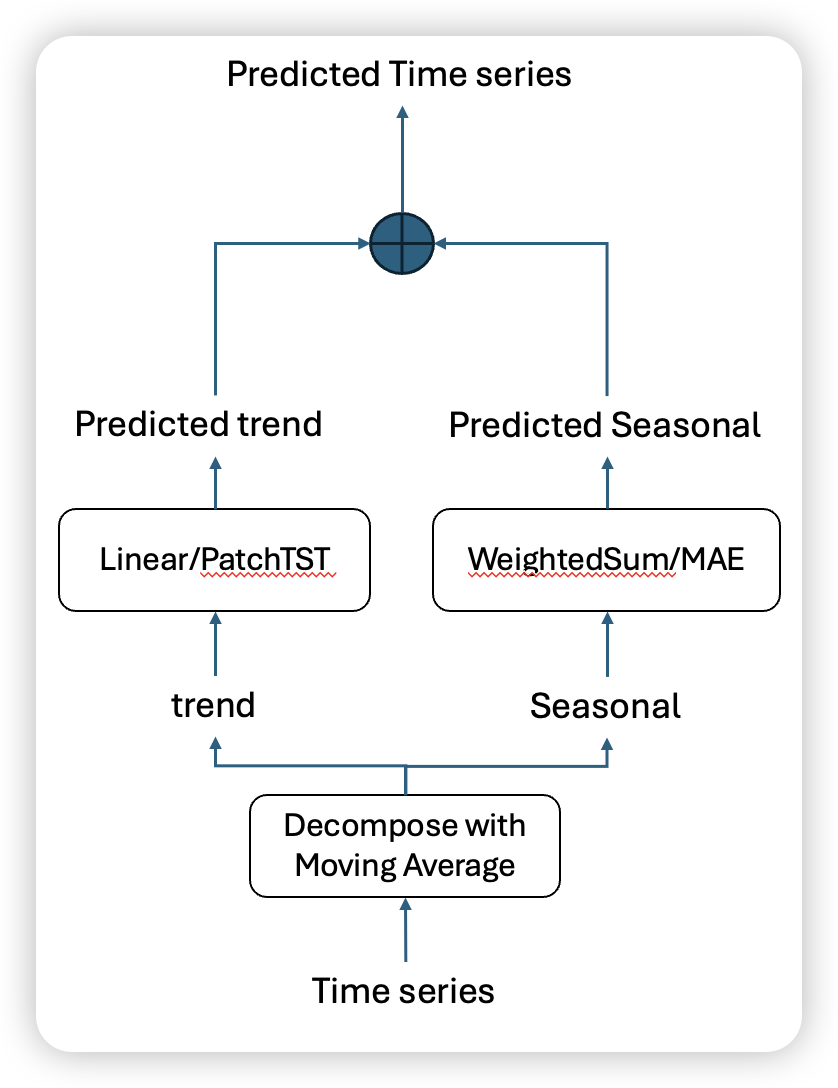 Predicted Time series
Predicted trend
Predicted Seasonal
Linear/PatchTST
WeightedSum/MAE
trend
Seasonal
Decompose with
Moving Average
Time series